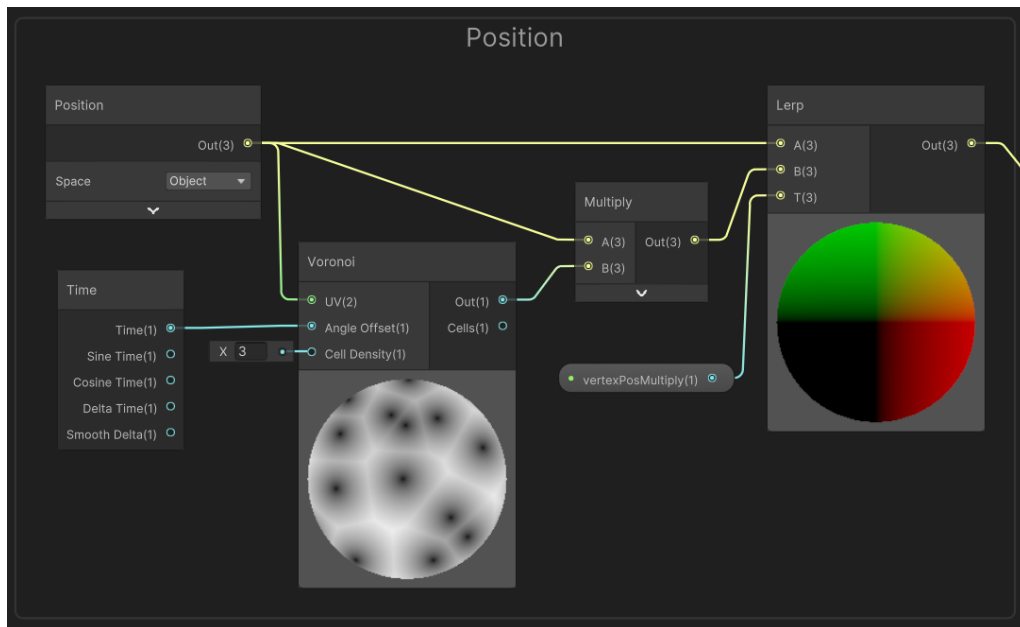 Position
Position
Out(3)
Space
Object
Time
Time(1)
Sine Time(1)
Cosine Time(1)
Delta Time(1)
Smooth Delta(1)
X 3
Voronoi
UV(2)
Out(1)
Angle Offset(1)
Cells(1)
Cell Density(1)
Multiply
A(3)
Out(3)
B(3)
vertexPosMultiply(1)
Lerp
A(3)
Out(3)
B(3)
T(3)